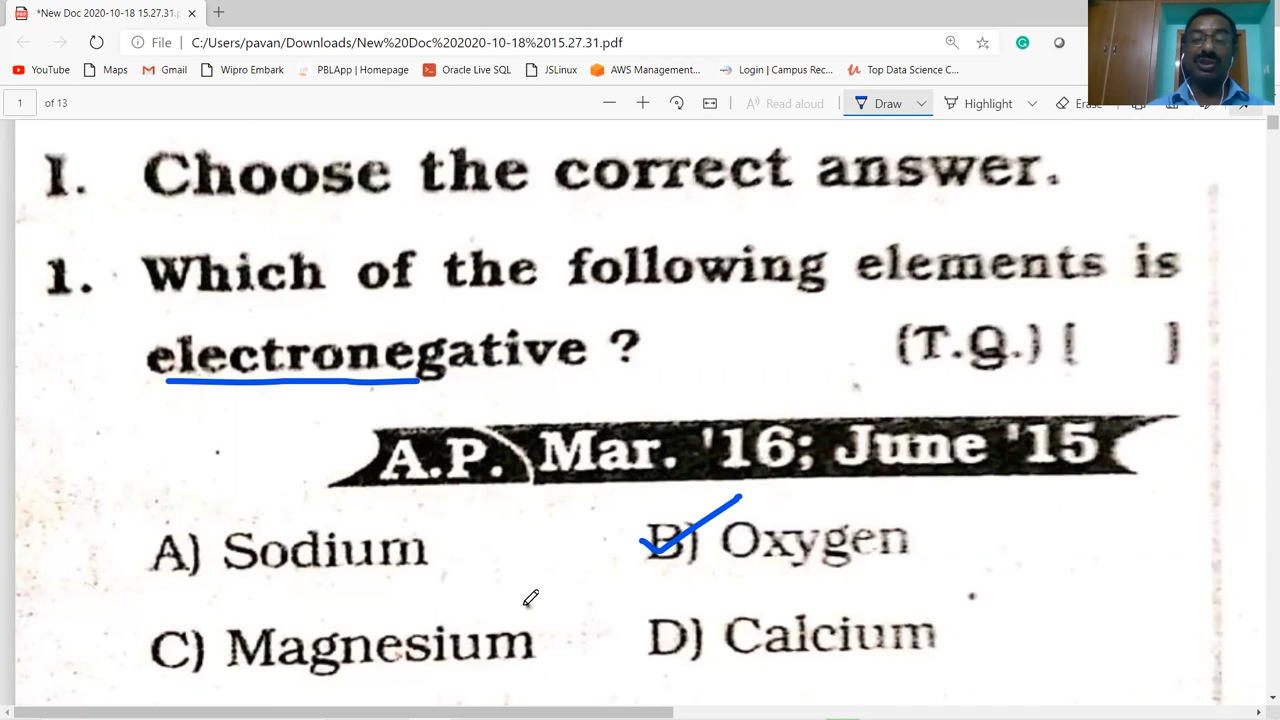 *New Doc 2020-10-18 15.27.31.p
File C:/Users/pavan/Downloads/New%20Doc%202020-10-18%2015.27.31.pdf
YouTube Maps Gmail Wipro Embark PBLApp | Homepage Oracle Live SQL JSLinux AWS Management... Login | Campus Rec... Top Data Science C...
1 of 13 Read aloud Draw Highlight Erase
I. Choose the correct answer.
1. Which of the following elements is
electronegative ? (T.Q.) [ ]
A.P. Mar. '16; June '15
A) Sodium B) Oxygen
C) Magnesium D) Calcium